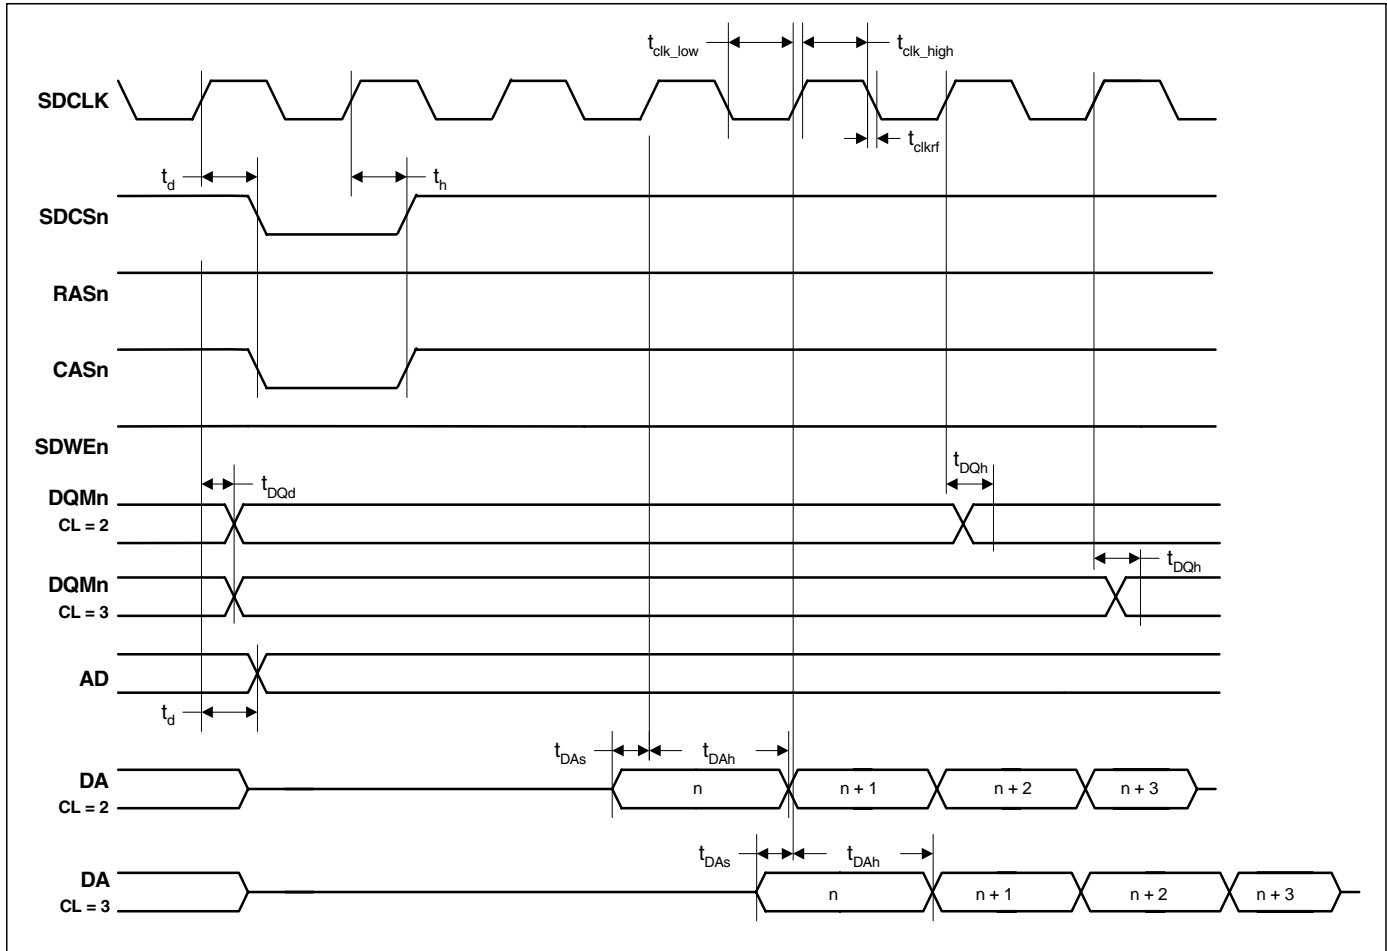 t_clk_low
t_clk_high
SDCLK
t_clkrf
t_d
t_h
SDCSn
RASn
CASn
SDWEn
t_DQh
t_DQd
DQMn
CL = 2
t_DQh
DQMn
CL = 3
AD
t_d
t_DAs
t_DAh
DA
CL = 2
n
n + 1
n + 2
n + 3
t_DAs
t_DAh
DA
CL = 3
n
n + 1
n + 2
n + 3